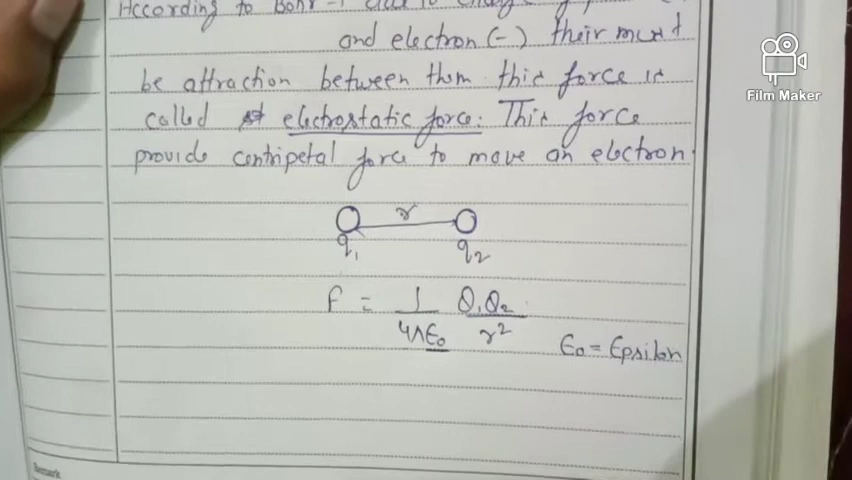 According to Bohr
and electron (-) their must
be attraction between them this force is
called electrostatic force. This force
provide centripetal force to move an electron.
r
q1 q2
F = 1/4πε0 Q1Q2/r²
ε0 = Epsilon
Film Maker
Remark